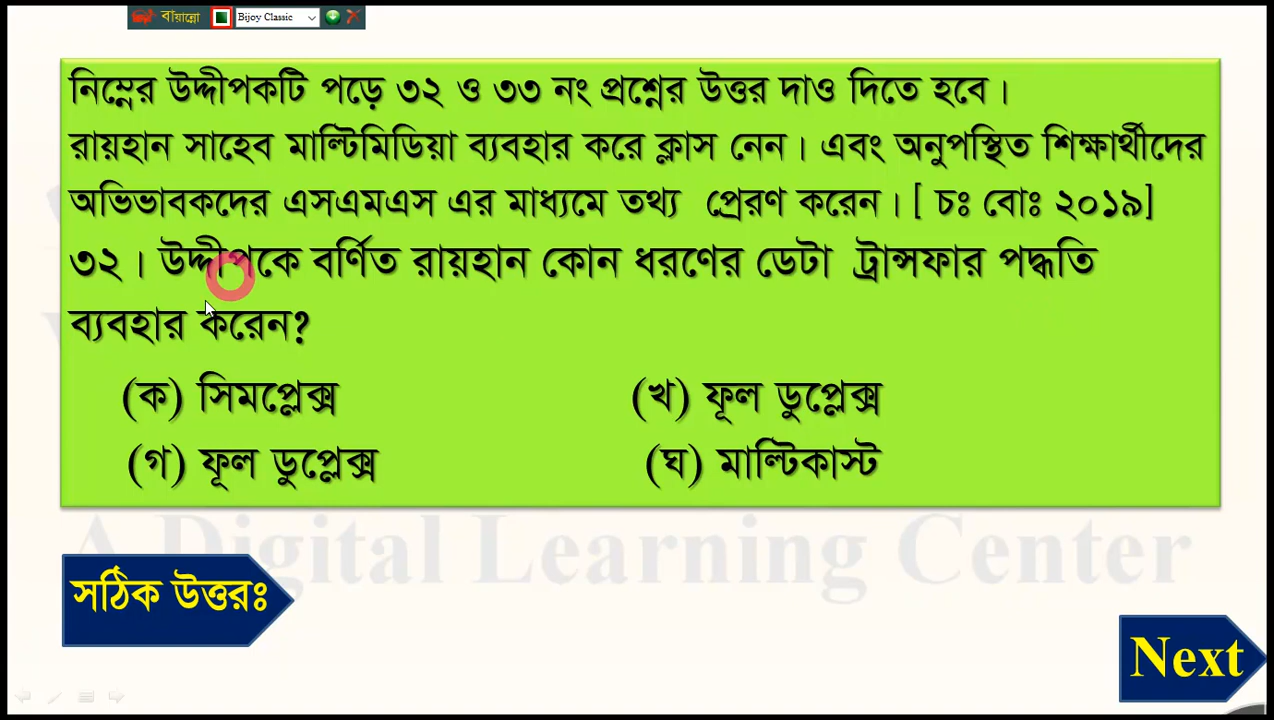 বায়ান্নো
Bijoy Classic
নিম্নের উদ্দীপকটি পড়ে ৩২ ও ৩৩ নং প্রশ্নের উত্তর দাও দিতে হবে।
রায়হান সাহেব মাল্টিমিডিয়া ব্যবহার করে ক্লাস নেন। এবং অনুপস্থিত শিক্ষার্থীদের
অভিভাবকদের এসএমএস এর মাধ্যমে তথ্য প্রেরণ করেন। [ চঃ বোঃ ২০১৯]
৩২। উদ্দীপকে বর্ণিত রায়হান কোন ধরণের ডেটা ট্রান্সফার পদ্ধতি
ব্যবহার করেন?
(ক) সিমপ্লেক্স (খ) ফূল ডুপ্লেক্স
(গ) ফূল ডুপ্লেক্স (ঘ) মাল্টিকাস্ট
A Digital Learning Center
সঠিক উত্তরঃ
Next